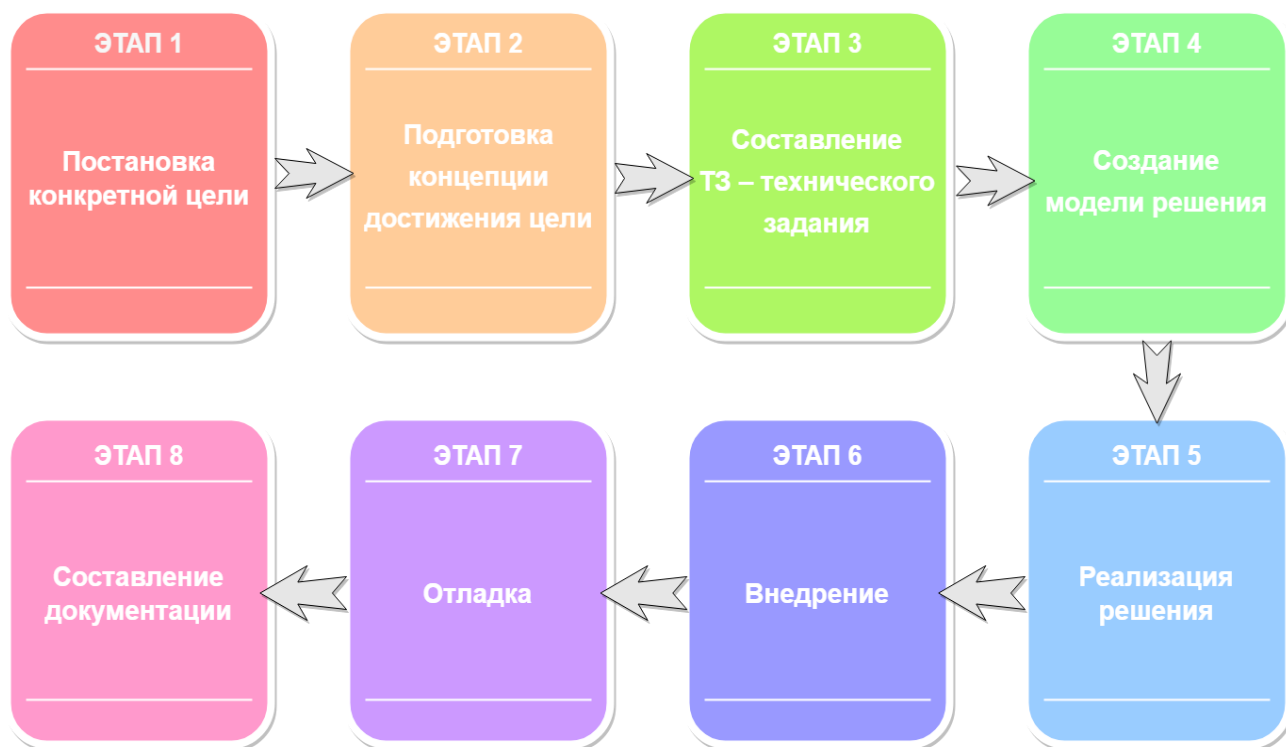 ЭТАП 1
Постановка
конкретной цели
ЭТАП 2
Подготовка
концепции
достижения цели
ЭТАП 3
Составление
ТЗ – технического
задания
ЭТАП 4
Создание
модели решения
ЭТАП 5
Реализация
решения
ЭТАП 6
Внедрение
ЭТАП 7
Отладка
ЭТАП 8
Составление
документации